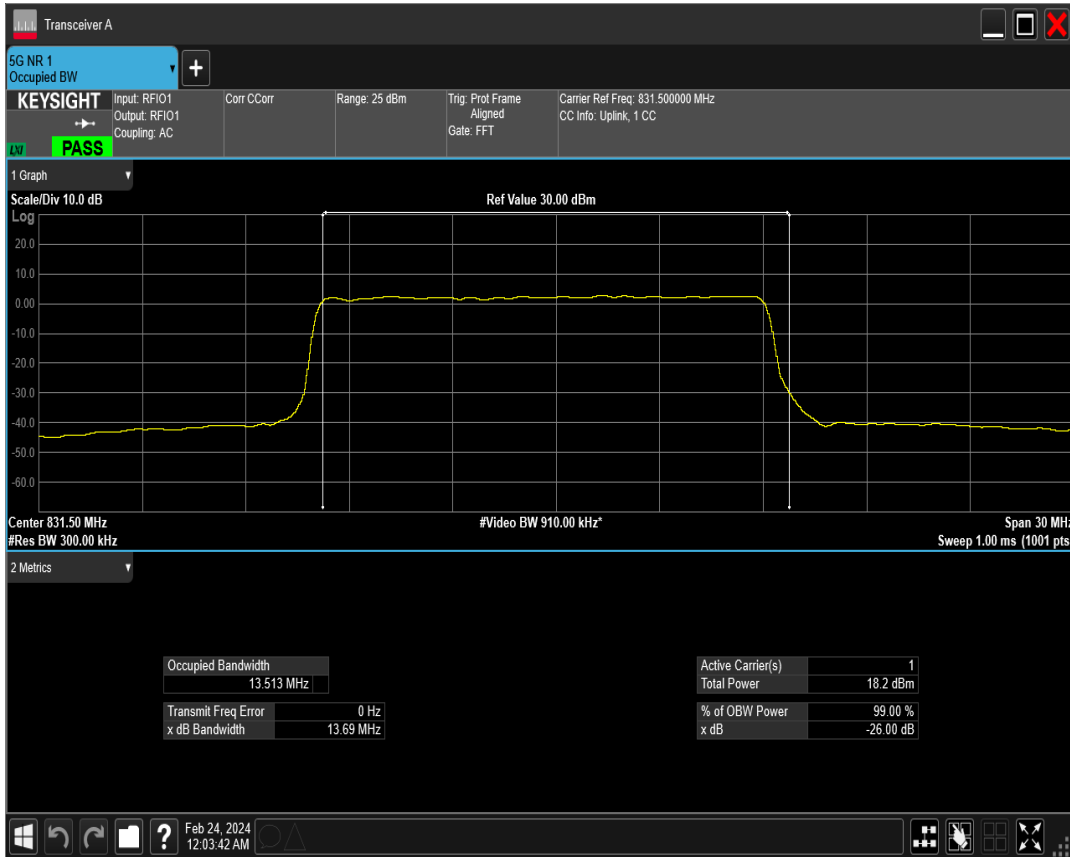 Transceiver A
5G NR 1
Occupied BW
+
KEYSIGHT
LXI
PASS
Input: RFIO1
Output: RFIO1
Coupling: AC
Corr CCorr
Range: 25 dBm
Trig: Prot Frame
Aligned
Gate: FFT
Carrier Ref Freq: 831.500000 MHz
CC Info: Uplink, 1 CC
1 Graph
Scale/Div 10.0 dB
Ref Value 30.00 dBm
Log
20.0
10.0
0.00
-10.0
-20.0
-30.0
-40.0
-50.0
-60.0
Center 831.50 MHz
#Video BW 910.00 kHz*
Span 30 MHz
#Res BW 300.00 kHz
Sweep 1.00 ms (1001 pts
2 Metrics
Occupied Bandwidth
13.513 MHz
Transmit Freq Error 0 Hz
x dB Bandwidth 13.69 MHz
Active Carrier(s) 1
Total Power 18.2 dBm
% of OBW Power 99.00 %
x dB -26.00 dB
?
Feb 24, 2024
12:03:42 AM